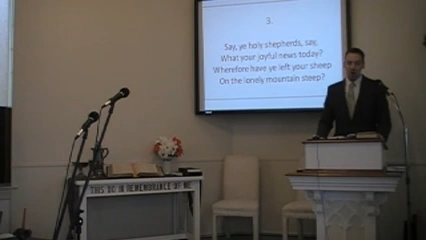 3.
Say, ye holy shepherds, say,
What your joyful news today?
Wherefore have ye left your sheep
On the lonely mountain steep?
THIS DO IN REMEMBRANCE OF ME.